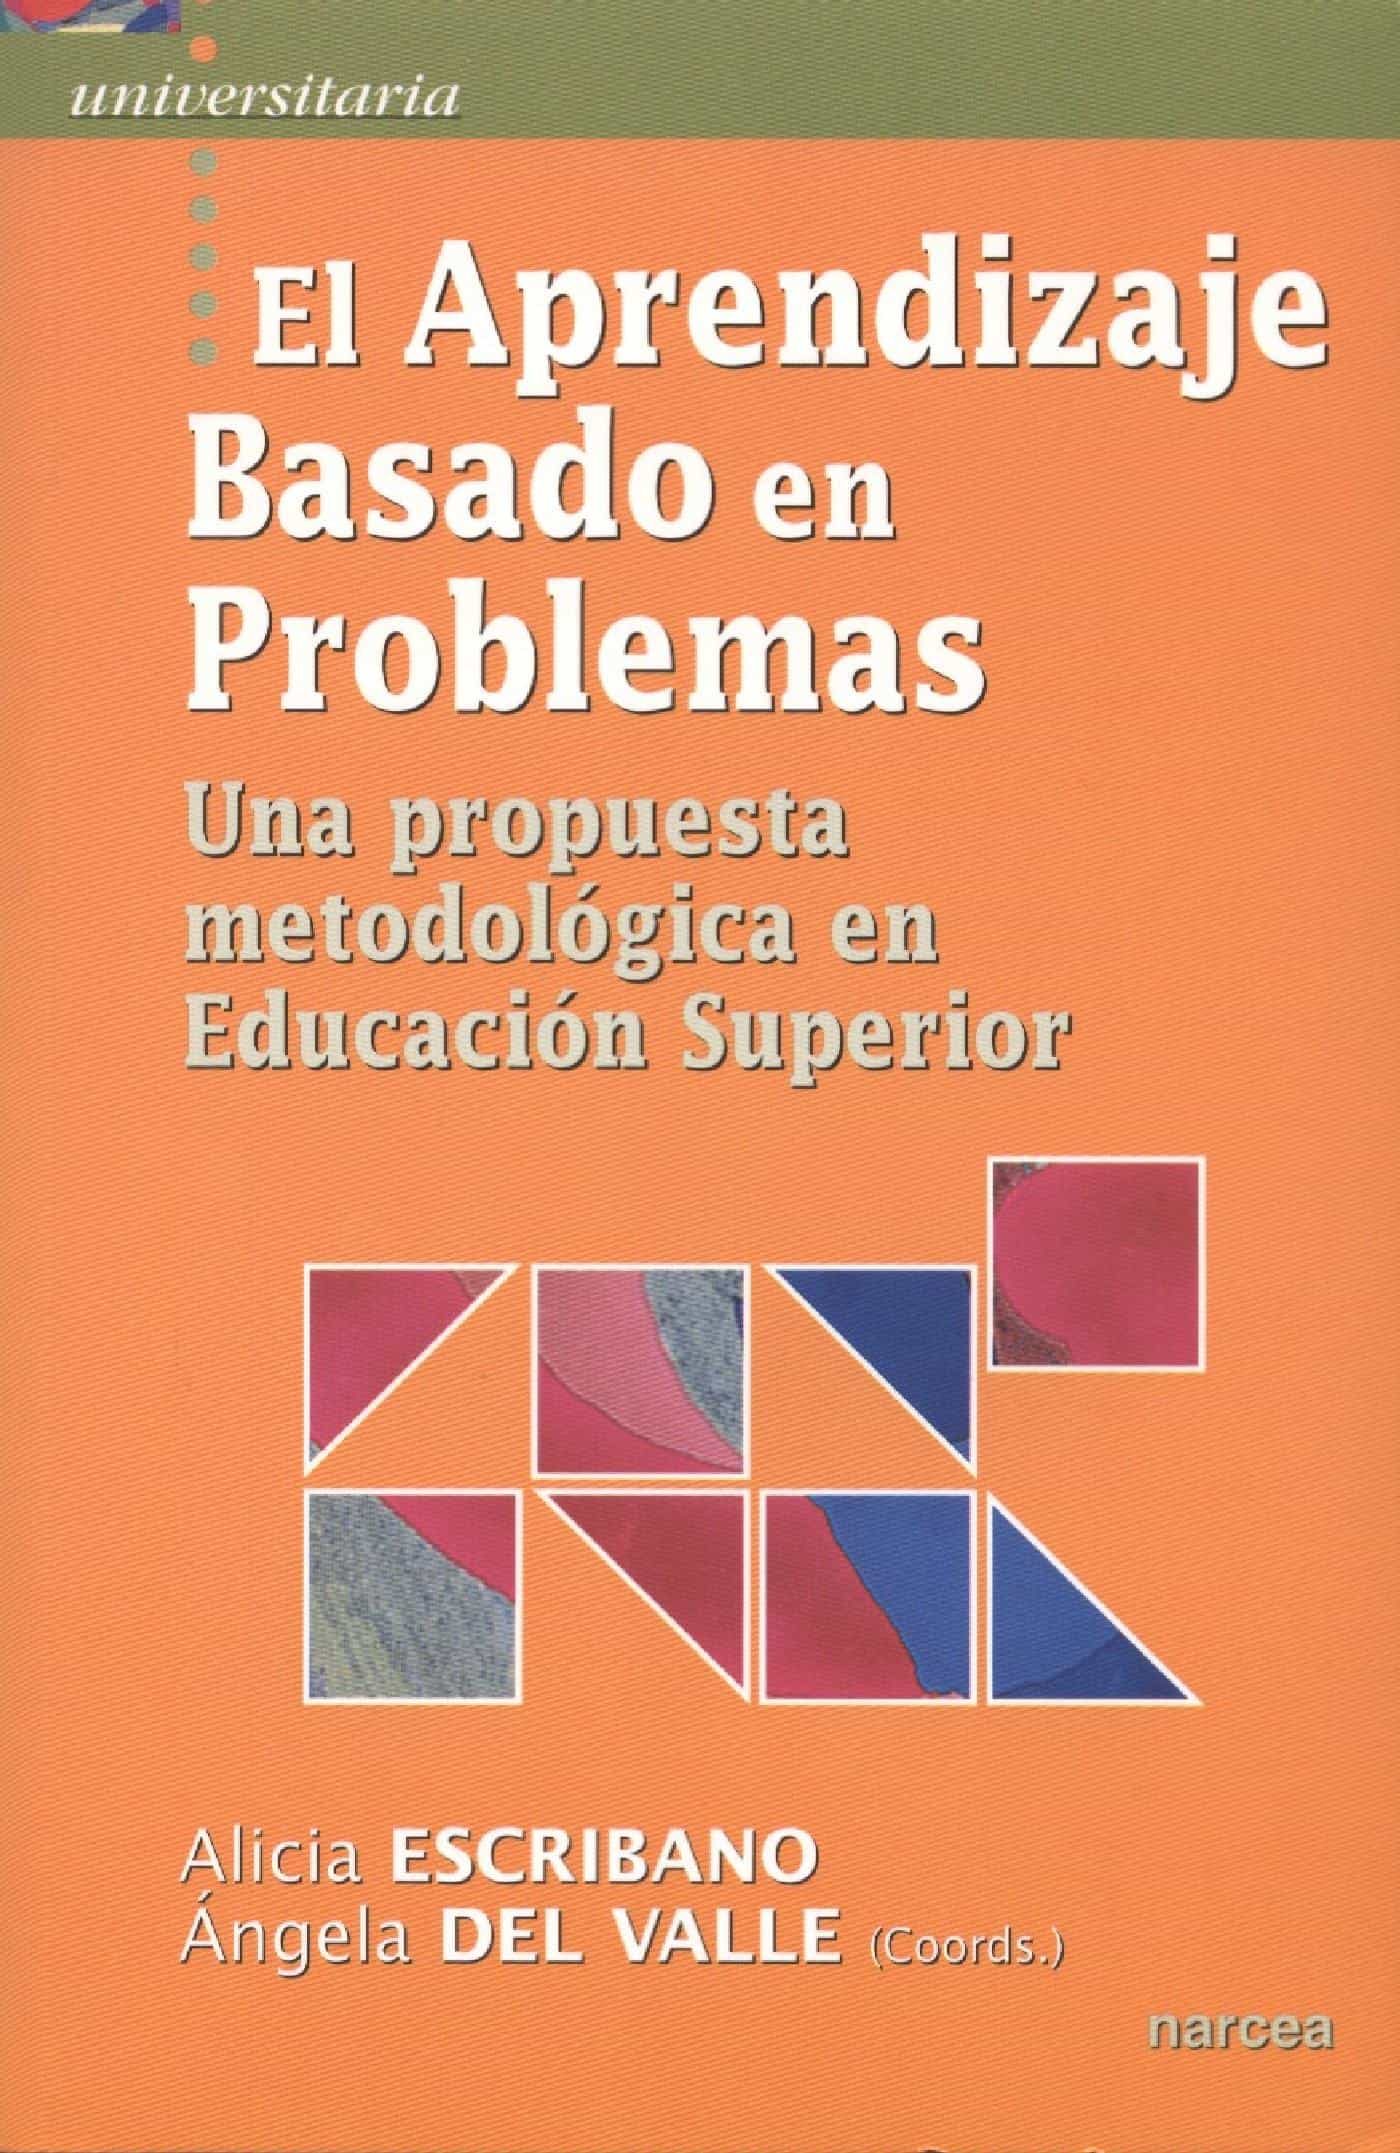 universitaria
El Aprendizaje
Basado en
Problemas
Una propuesta
metodológica en
Educación Superior
Alicia ESCRIBANO
Ángela DEL VALLE (Coords.)
narcea